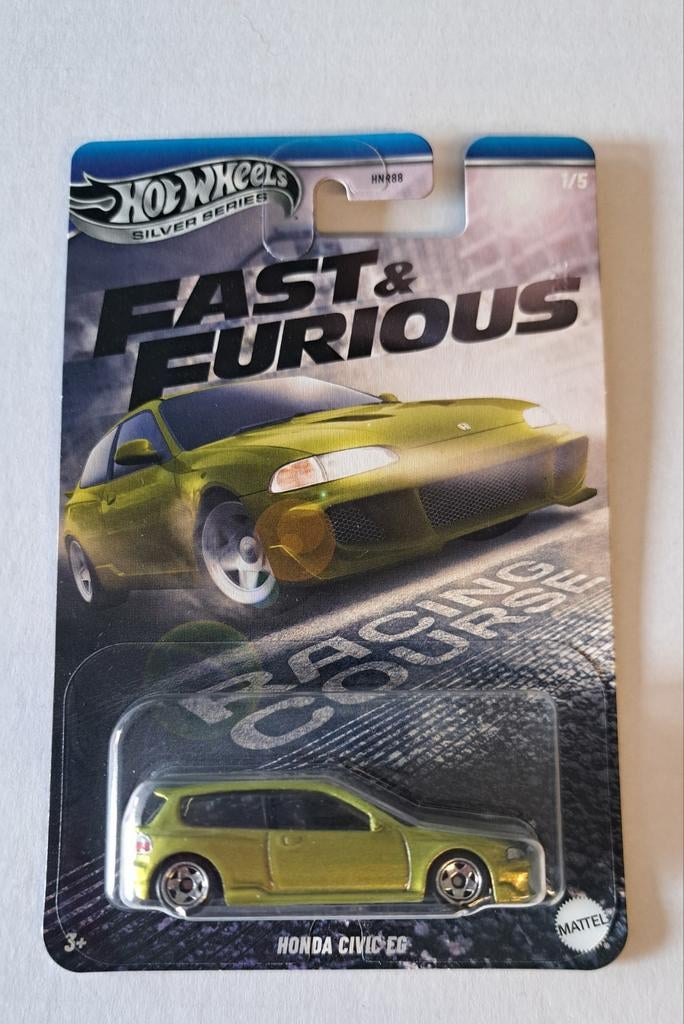 HNR88
1/5
HOT WHEELS
SILVER SERIES
FAST &
FURIOUS
RACING
COURSE
3+
HONDA CIVIC EG
MATTEL